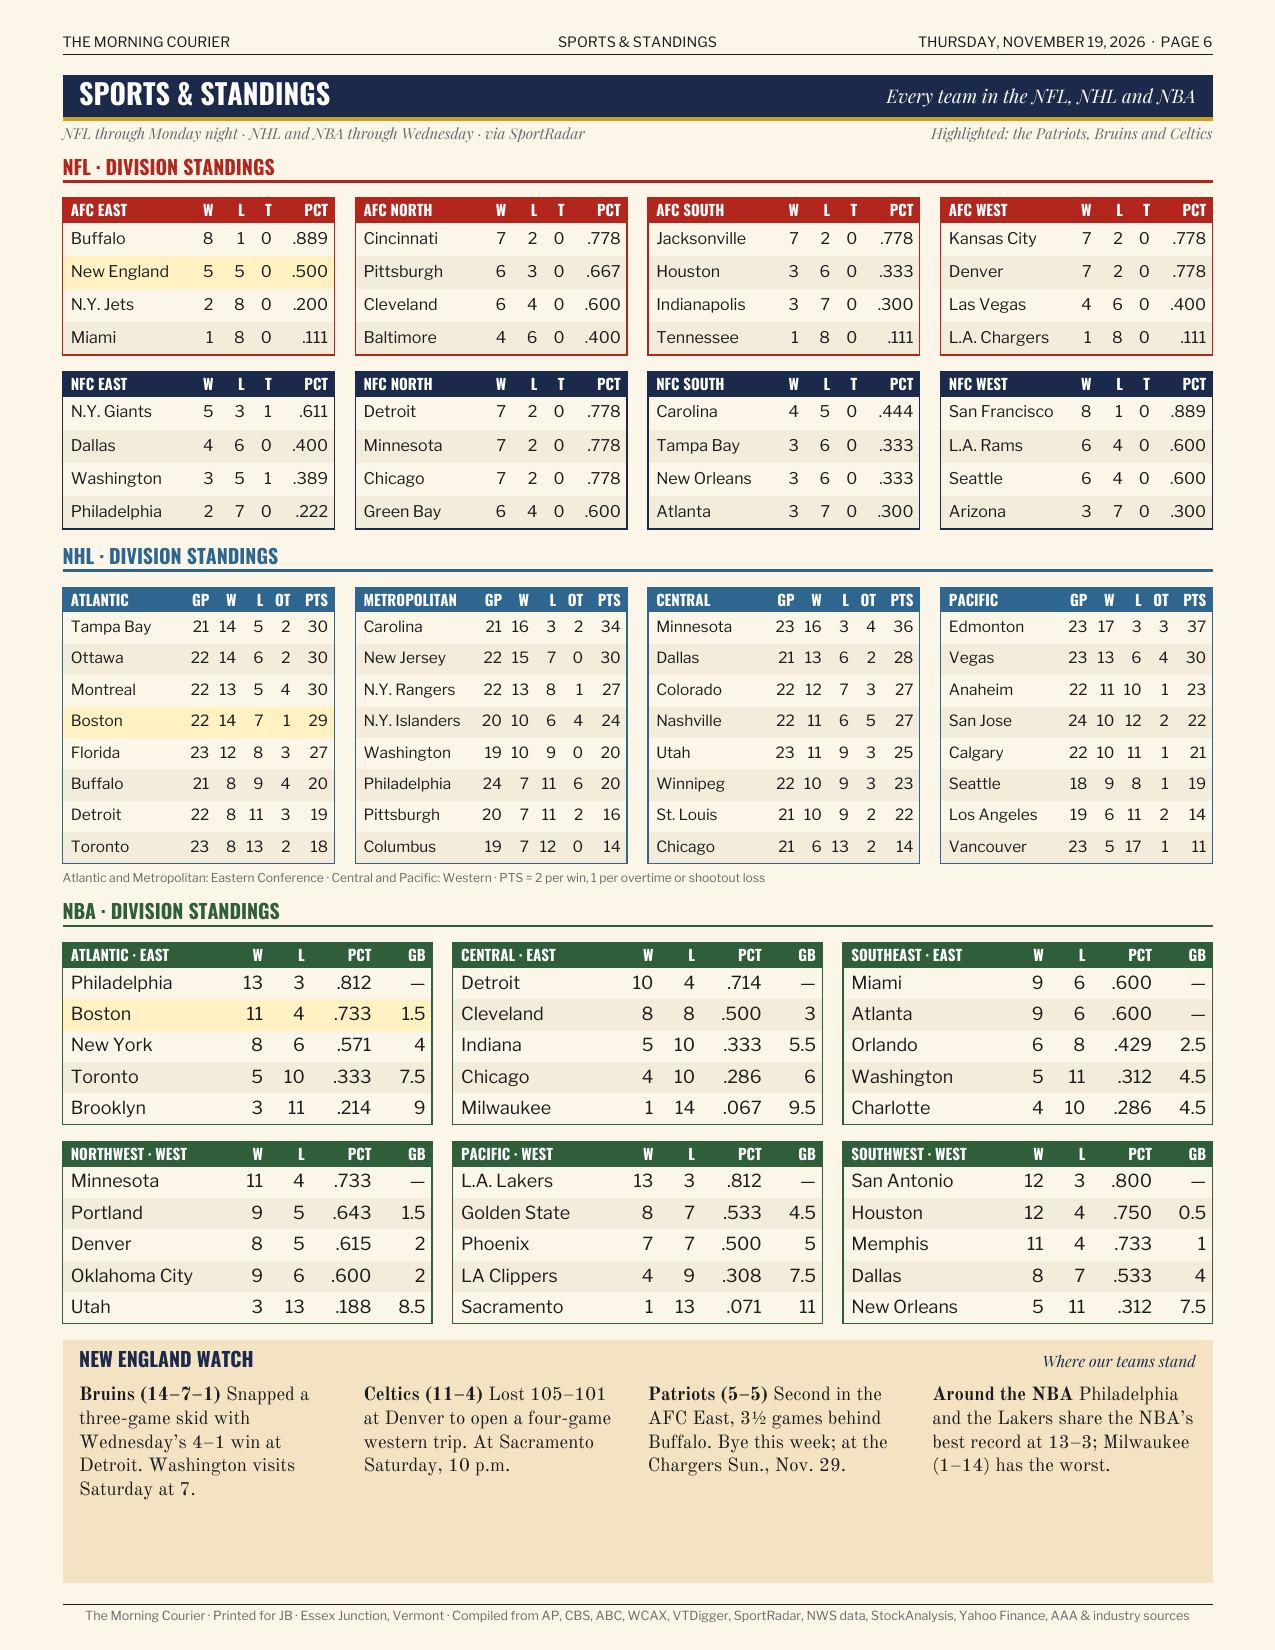 THE MORNING COURIER SPORTS & STANDINGS THURSDAY, NOVEMBER 19, 2026 · PAGE 6
SPORTS & STANDINGS Every team in the NFL, NHL and NBA
NFL through Monday night · NHL and NBA through Wednesday · via SportRadar Highlighted: the Patriots, Bruins and Celtics
NFL · DIVISION STANDINGS
AFC EAST W L T PCT
Buffalo 8 1 0 .889
New England 5 5 0 .500
N.Y. Jets 2 8 0 .200
Miami 1 8 0 .111
AFC NORTH W L T PCT
Cincinnati 7 2 0 .778
Pittsburgh 6 3 0 .667
Cleveland 6 4 0 .600
Baltimore 4 6 0 .400
AFC SOUTH W L T PCT
Jacksonville 7 2 0 .778
Houston 3 6 0 .333
Indianapolis 3 7 0 .300
Tennessee 1 8 0 .111
AFC WEST W L T PCT
Kansas City 7 2 0 .778
Denver 7 2 0 .778
Las Vegas 4 6 0 .400
L.A. Chargers 1 8 0 .111
NFC EAST W L T PCT
N.Y. Giants 5 3 1 .611
Dallas 4 6 0 .400
Washington 3 5 1 .389
Philadelphia 2 7 0 .222
NFC NORTH W L T PCT
Detroit 7 2 0 .778
Minnesota 7 2 0 .778
Chicago 7 2 0 .778
Green Bay 6 4 0 .600
NFC SOUTH W L T PCT
Carolina 4 5 0 .444
Tampa Bay 3 6 0 .333
New Orleans 3 6 0 .333
Atlanta 3 7 0 .300
NFC WEST W L T PCT
San Francisco 8 1 0 .889
L.A. Rams 6 4 0 .600
Seattle 6 4 0 .600
Arizona 3 7 0 .300
NHL · DIVISION STANDINGS
ATLANTIC GP W L OT PTS
Tampa Bay 21 14 5 2 30
Ottawa 22 14 6 2 30
Montreal 22 13 5 4 30
Boston 22 14 7 1 29
Florida 23 12 8 3 27
Buffalo 21 8 9 4 20
Detroit 22 8 11 3 19
Toronto 23 8 13 2 18
METROPOLITAN GP W L OT PTS
Carolina 21 16 3 2 34
New Jersey 22 15 7 0 30
N.Y. Rangers 22 13 8 1 27
N.Y. Islanders 20 10 6 4 24
Washington 19 10 9 0 20
Philadelphia 24 7 11 6 20
Pittsburgh 20 7 11 2 16
Columbus 19 7 12 0 14
CENTRAL GP W L OT PTS
Minnesota 23 16 3 4 36
Dallas 21 13 6 2 28
Colorado 22 12 7 3 27
Nashville 22 11 6 5 27
Utah 23 11 9 3 25
Winnipeg 22 10 9 3 23
St. Louis 21 10 9 2 22
Chicago 21 6 13 2 14
PACIFIC GP W L OT PTS
Edmonton 23 17 3 3 37
Vegas 23 13 6 4 30
Anaheim 22 11 10 1 23
San Jose 24 10 12 2 22
Calgary 22 10 11 1 21
Seattle 18 9 8 1 19
Los Angeles 19 6 11 2 14
Vancouver 23 5 17 1 11
Atlantic and Metropolitan: Eastern Conference · Central and Pacific: Western · PTS = 2 per win, 1 per overtime or shootout loss
NBA · DIVISION STANDINGS
ATLANTIC · EAST W L PCT GB
Philadelphia 13 3 .812 —
Boston 11 4 .733 1.5
New York 8 6 .571 4
Toronto 5 10 .333 7.5
Brooklyn 3 11 .214 9
CENTRAL · EAST W L PCT GB
Detroit 10 4 .714 —
Cleveland 8 8 .500 3
Indiana 5 10 .333 5.5
Chicago 4 10 .286 6
Milwaukee 1 14 .067 9.5
SOUTHEAST · EAST W L PCT GB
Miami 9 6 .600 —
Atlanta 9 6 .600 —
Orlando 6 8 .429 2.5
Washington 5 11 .312 4.5
Charlotte 4 10 .286 4.5
NORTHWEST · WEST W L PCT GB
Minnesota 11 4 .733 —
Portland 9 5 .643 1.5
Denver 8 5 .615 2
Oklahoma City 9 6 .600 2
Utah 3 13 .188 8.5
PACIFIC · WEST W L PCT GB
L.A. Lakers 13 3 .812 —
Golden State 8 7 .533 4.5
Phoenix 7 7 .500 5
LA Clippers 4 9 .308 7.5
Sacramento 1 13 .071 11
SOUTHWEST · WEST W L PCT GB
San Antonio 12 3 .800 —
Houston 12 4 .750 0.5
Memphis 11 4 .733 1
Dallas 8 7 .533 4
New Orleans 5 11 .312 7.5
NEW ENGLAND WATCH Where our teams stand
Bruins (14–7–1) Snapped a
three-game skid with
Wednesday's 4–1 win at
Detroit. Washington visits
Saturday at 7.
Celtics (11–4) Lost 105–101
at Denver to open a four-game
western trip. At Sacramento
Saturday, 10 p.m.
Patriots (5–5) Second in the
AFC East, 3½ games behind
Buffalo. Bye this week; at the
Chargers Sun., Nov. 29.
Around the NBA Philadelphia
and the Lakers share the NBA's
best record at 13–3; Milwaukee
(1–14) has the worst.
The Morning Courier · Printed for JB · Essex Junction, Vermont · Compiled from AP, CBS, ABC, WCAX, VTDigger, SportRadar, NWS data, StockAnalysis, Yahoo Finance, AAA & industry sources